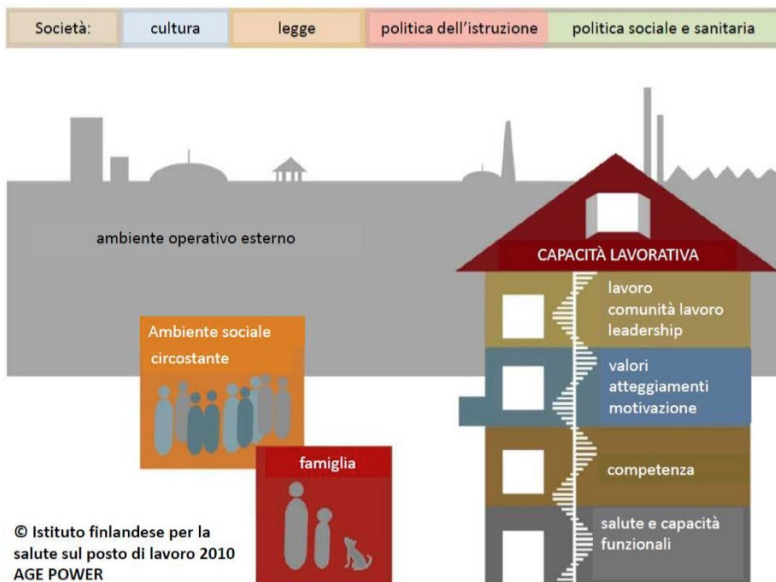 Società:
cultura
legge
politica dell'istruzione
politica sociale e sanitaria
ambiente operativo esterno
CAPACITÀ LAVORATIVA
lavoro
comunità lavoro
leadership
Ambiente sociale
circostante
valori
atteggiamenti
motivazione
famiglia
competenza
salute e capacità
funzionali
© Istituto finlandese per la
salute sul posto di lavoro 2010
AGE POWER